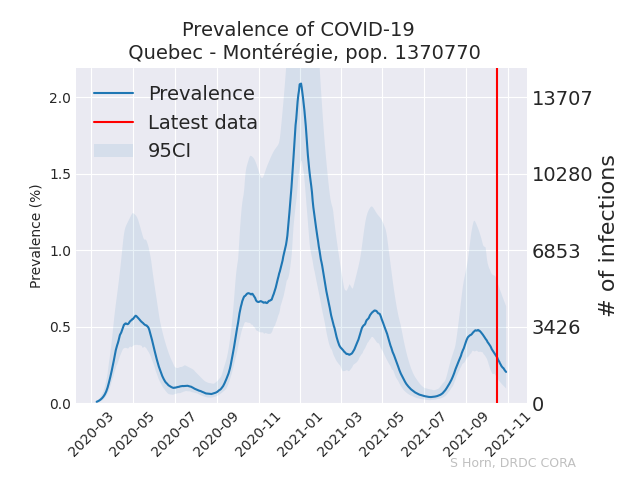 Prevalence of COVID-19
Quebec - Montérégie, pop. 1370770
Prevalence
Latest data
95CI
Prevalence (%)
2.0
1.5
1.0
0.5
0.0
13707
10280
6853
3426
0
# of infections
2020-03
2020-05
2020-07
2020-09
2020-11
2021-01
2021-03
2021-05
2021-07
2021-09
2021-11
S Horn, DRDC CORA